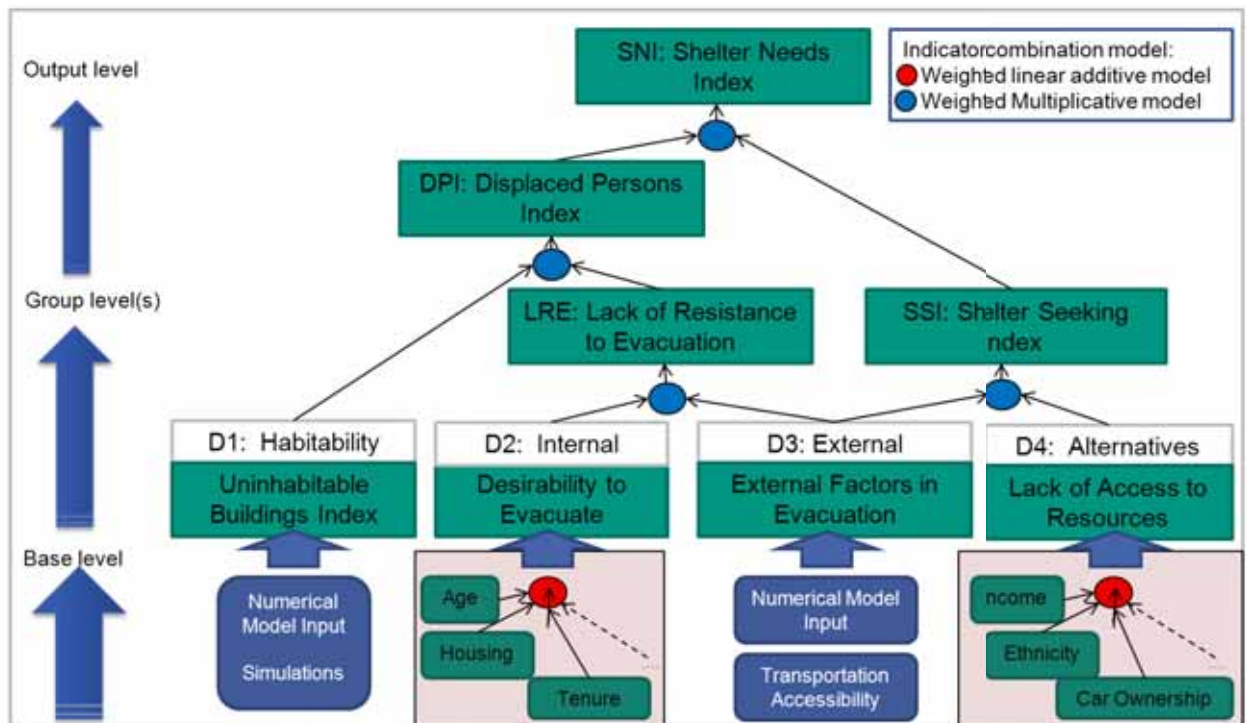 Output level
SNI: Shelter Needs
Index
Indicatorcombination model:
Weighted linear additive model
Weighted Multiplicative model
DPI: Displaced Persons
Index
Group level(s)
LRE: Lack of Resistance
to Evacuation
SSI: Shelter Seeking
ndex
D1: Habitability
D2: Internal
D3: External
D4: Alternatives
Uninhabitable
Buildings Index
Desirability to
Evacuate
External Factors in
Evacuation
Lack of Access to
Resources
Base level
Numerical
Model Input
Simulations
Age
Housing
Tenure
....
Numerical Model
Input
Transportation
Accessibility
ncome
Ethnicity
Car Ownership
....